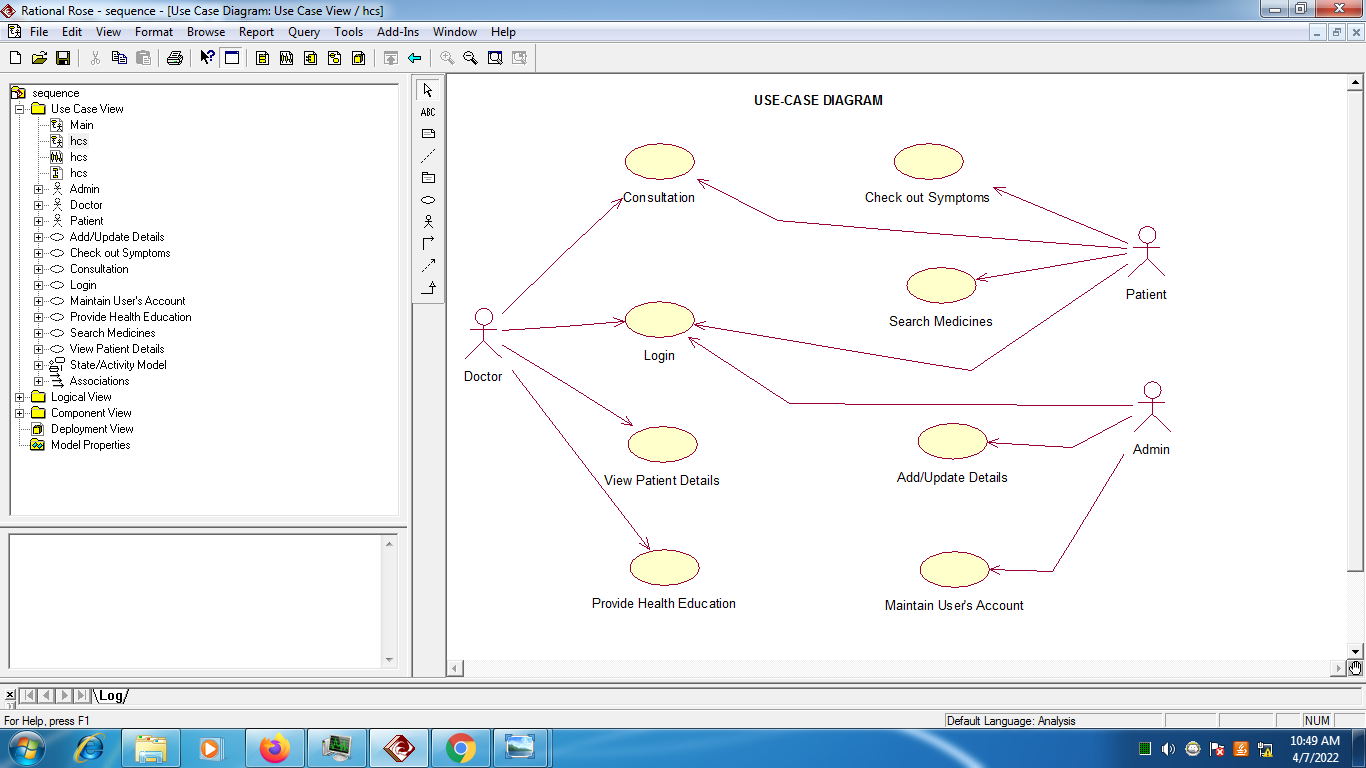 Rational Rose - sequence - [Use Case Diagram: Use Case View / hcs]
File Edit View Format Browse Report Query Tools Add-Ins Window Help
sequence
Use Case View
Main
hcs
hcs
hcs
Admin
Doctor
Patient
Add/Update Details
Check out Symptoms
Consultation
Login
Maintain User's Account
Provide Health Education
Search Medicines
View Patient Details
State/Activity Model
Associations
Logical View
Component View
Deployment View
Model Properties
ABC
USE-CASE DIAGRAM
Consultation
Check out Symptoms
Patient
Search Medicines
Login
Doctor
Admin
View Patient Details
Add/Update Details
Provide Health Education
Maintain User's Account
Log
For Help, press F1
Default Language: Analysis
NUM
10:49 AM
4/7/2022